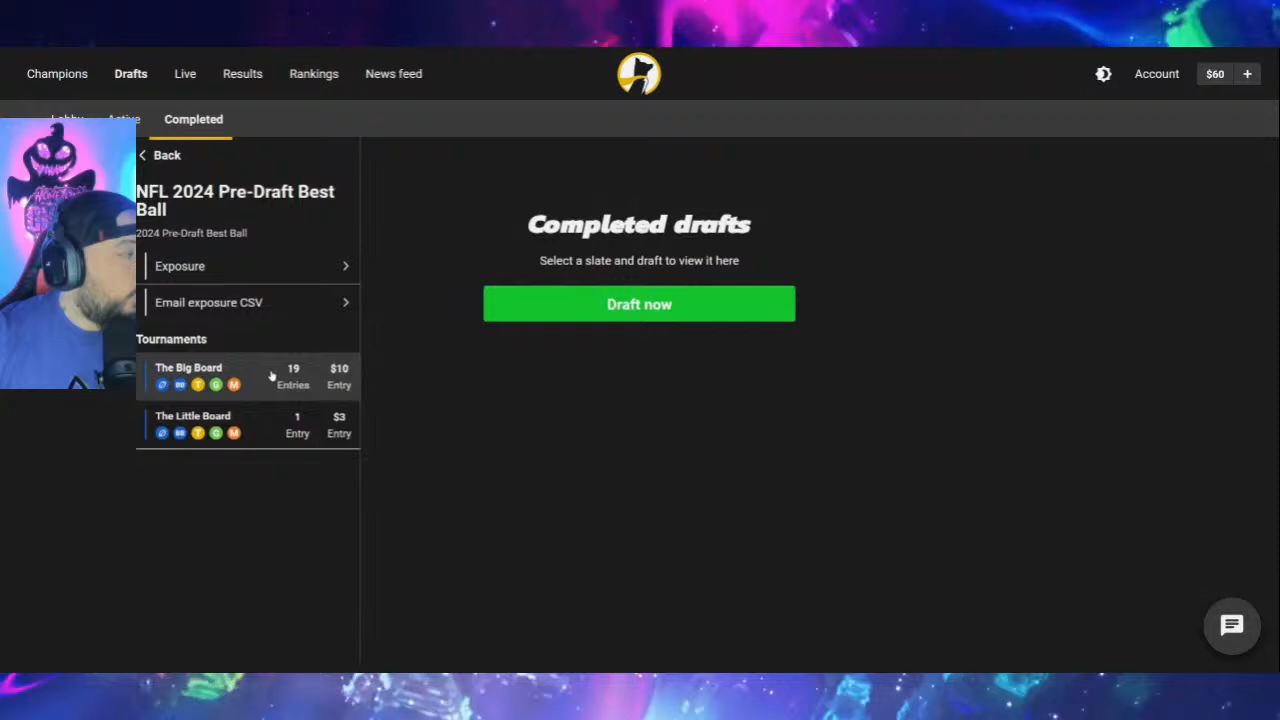 Champions
Drafts
Live
Results
Rankings
News feed
Account
$60
+
Completed
Back
NFL 2024 Pre-Draft Best
Ball
2024 Pre-Draft Best Ball
Exposure
Email exposure CSV
Tournaments
The Big Board
19
$10
BB T G M
Entries
Entry
The Little Board
1
$3
BB T G M
Entry
Entry
Completed drafts
Select a slate and draft to view it here
Draft now